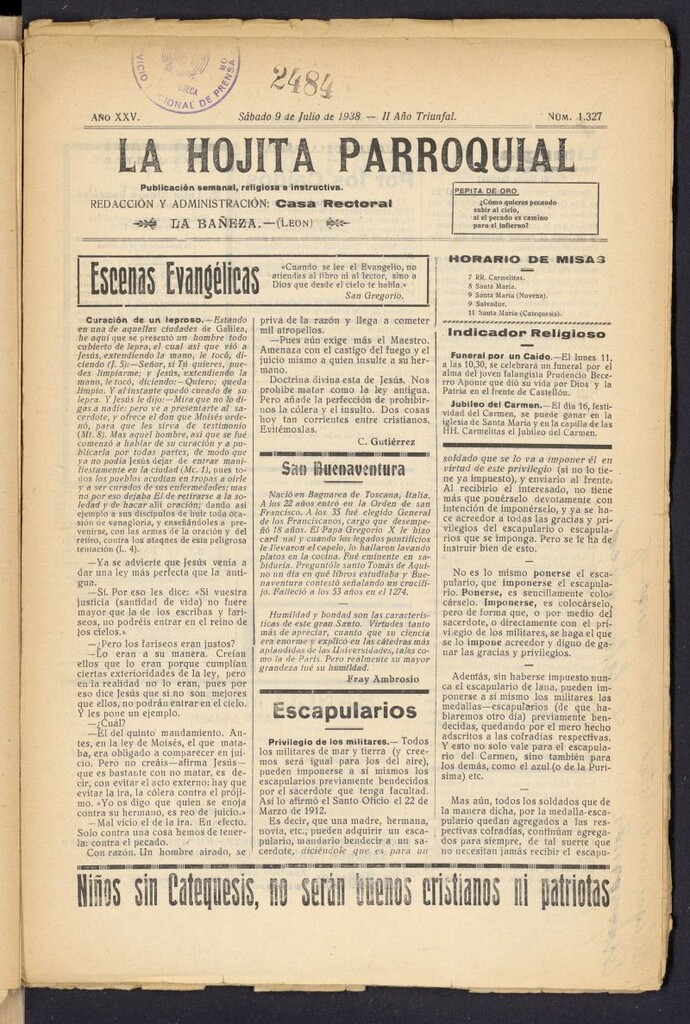 VICIO
TECA
IONAL DE PRENSA
2484
AÑO XXV.
Sábado 9 de Julio de 1938 — II Año Triunfal.
NÚM. 1.327
LA HOJITA PARROQUIAL
Publicación semanal, religiosa e instructiva.
REDACCIÓN Y ADMINISTRACIÓN: Casa Rectoral
LA BAÑEZA.—(LEÓN)
PEPITA DE ORO
¿Cómo quieres pecando
subir al cielo,
si el pecado es camino
para el infierno?
Escenas Evangélicas
«Cuando se lee el Evangelio, no
atiendas al libro ni al lector, sino a
Dios que desde el cielo te habla.»
San Gregorio.
Curación de un leproso.—Estando
en una de aquellas ciudades de Galilea,
he aquí que se presentó un hombre todo
cubierto de lepra, el cual así que vió a
Jesús, extendiendo la mano, le tocó, di-
ciendo (J. 5):—Señor, si Tú quieres,
puedes limpiarme; y Jesús, extendiendo
la mano, le tocó, diciendo:- Quiero; queda
limpio. Y al instante quedó curado de su
lepra. Y Jesús le dijo:—Mira que no lo di-
gas a nadie: pero ve a presentarte al sa-
cerdote, y ofrece el don que Moisés orde-
nó, para que les sirva de testimonio
(Mt. 8). Mas aquel hombre, así que se fué
comenzó a hablar de su curación y a pu-
blicarla por todas partes, de modo que
ya no podía Jesús dejar de entrar mani-
fiestamente en la ciudad (Mc. 1), pues to-
dos los pueblos acudían en tropas a oirle
y a ser curados de sus enfermedades; mas
no por eso dejaba El de retirarse a la so-
ledad y de hacer allí oración; dando así
ejemplo a sus discípulos de huir toda oca-
sión de vanagloria, y enseñándoles a pre-
venirse, con las armas de la oración y del
retiro, contra los ataques de esta peligrosa
tentación (L. 4).
—Ya se advierte que Jesús venía a
dar una ley más perfecta que la anti-
gua.
—Sí. Por eso les dice: «Si vuestra
justicia (santidad de vida) no fuere
mayor que la de los escribas y fari-
seos, no podréis entrar en el reino de
los cielos.»
—¿Pero los fariseos eran justos?
—Lo eran a su manera. Creían
ellos que lo eran porque cumplían
ciertas exterioridades de la ley, pero
en la realidad no lo eran, pues por
eso dice Jesús que si no son mejores
que ellos, no podrán entrar en el cielo.
Y les pone un ejemplo.
—¿Cuál?
—El del quinto mandamiento. An-
tes, en la ley de Moisés, el que mata-
ba, era obligado a comparecer en jui-
cio. Pero no creáis—afirma Jesús—
que es bastante con no matar, es de-
cir, con evitar el acto externo: hay que
evitar la ira, la cólera contra el próji-
mo. «Yo os digo que quien se enoja
contra su hermano, es reo de juicio.»
—Mal vicio el de la ira. En efecto.
Solo contra una cosa hemos de tener-
la: contra el pecado.
Con razón. Un hombre airado, se
priva de la razón y llega a cometer
mil atropellos.
—Pues aún exige más el Maestro.
Amenaza con el castigo del fuego y el
juicio mismo a quien insulte a su her-
mano.
Doctrina divina esta de Jesús. Nos
prohibe matar como la ley antigua.
Pero añade la perfección de prohibir-
nos la cólera y el insulto. Dos cosas
hoy tan corrientes entre cristianos.
Evitémoslas.
C. Gutiérrez
San Buenaventura
Nació en Bagnarea de Toscana, Italia.
A los 22 años entró en la Orden de san
Francisco. A los 35 fué elegido General
de los Franciscanos, cargo que desempe-
ñó 18 años. El Papa Gregorio X le hizo
card nal y cuando los legados pontificios
le llevaron el capelo, lo hallaron lavando
platos en la cocina. Fué eminente en sa-
biduría. Preguntóle santo Tomás de Aqui-
no un día en qué libros estudiaba y Bue-
naventura contestó señalando un crucifi-
jo. Falleció a los 53 años en el 1274.
Humildad y bondad son las caracterís-
ticas de este gran Santo. Virtudes tanto
más de apreciar, cuanto que su ciencia
era enorme y explicó en las cátedras más
aplaudidas de las Universidades, tales co-
mo la de París. Pero realmente su mayor
grandeza fué su humildad.
Fray Ambrosio
Escapularios
Privilegio de los militares.— Todos
los militares de mar y tierra (y cree-
mos será igual para los del aire),
pueden imponerse a sí mismos los
escapularios previamente bendecidos
por el sacerdote que tenga facultad.
Así lo afirmó el Santo Oficio el 22 de
Marzo de 1912.
Es decir, que una madre, hermana,
novia, etc., pueden adquirir un esca-
pulario, mandarlo bendecir a un sa-
cerdote, diciéndole que es para un
HORARIO DE MISAS
7 RR. Carmelitas.
8 Santa María.
9 Santa María (Novena).
9 Salvador.
11 Santa María (Catequesis).
Indicador Religioso
Funeral por un Caído.—El lunes 11,
a las 10,30, se celebrará un funeral por el
alma del joven falangista Prudencio Bece-
rro Aponte que dió su vida por Dios y la
Patria en el frente de Castellón.
Jubileo del Carmen.—El día 16, festi-
vidad del Carmen, se puede ganar en la
iglesia de Santa María y en la capilla de las
HH. Carmelitas el Jubileo del Carmen.
soldado que se lo va a imponer él en
virtud de este privilegio (si no lo tie-
ne ya impuesto), y enviarlo al frente.
Al recibirlo el interesado, no tiene
más que ponérselo devotamente con
intención de imponérselo, y ya se ha-
ce acreedor a todas las gracias y pri-
vilegios del escapulario o escapula-
rios que se imponga. Pero se le ha de
instruir bien de esto.
No es lo mismo ponerse el esca-
pulario, que imponerse el escapula-
rio. Ponerse, es sencillamente colo-
cárselo. Imponerse, es colocárselo,
pero de forma que, o por medio del
sacerdote, o directamente con el pri-
vilegio de los militares, se haga el que
se lo impone acreedor y digno de ga-
nar las gracias y privilegios.
Además, sin haberse impuesto nunca
el escapulario de lana, pueden im-
ponerse a sí mismo los militares las
medallas—escapularios (de que ha-
blaremos otro día) previamente ben-
decidas, quedando por el mero hecho
adscritos a las cofradías respectivas.
Y esto no solo vale para el escapula-
rio del Carmen, sino también para
los demás, como el azul (o de la Purí-
sima) etc.
Mas aún, todos los soldados que de
la manera dicha, por la medalla-esca-
pulario quedan agregados a las res-
pectivas cofradías, continúan agrega-
dos para siempre, de tal suerte que
no necesitan jamás recibir el escapu-
Niños sin Catequesis, no serán buenos cristianos ni patriotas